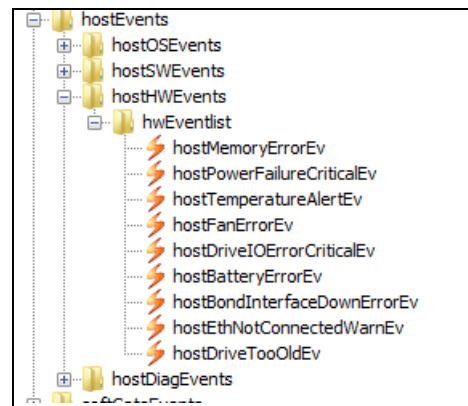 hostEvents
hostOSEvents
hostSWEvents
hostHWEvents
hwEventlist
hostMemoryErrorEv
hostPowerFailureCriticalEv
hostTemperatureAlertEv
hostFanErrorEv
hostDriveIOErrorCriticalEv
hostBatteryErrorEv
hostBondInterfaceDownErrorEv
hostEthNotConnectedWarnEv
hostDriveTooOldEv
hostDiagEvents